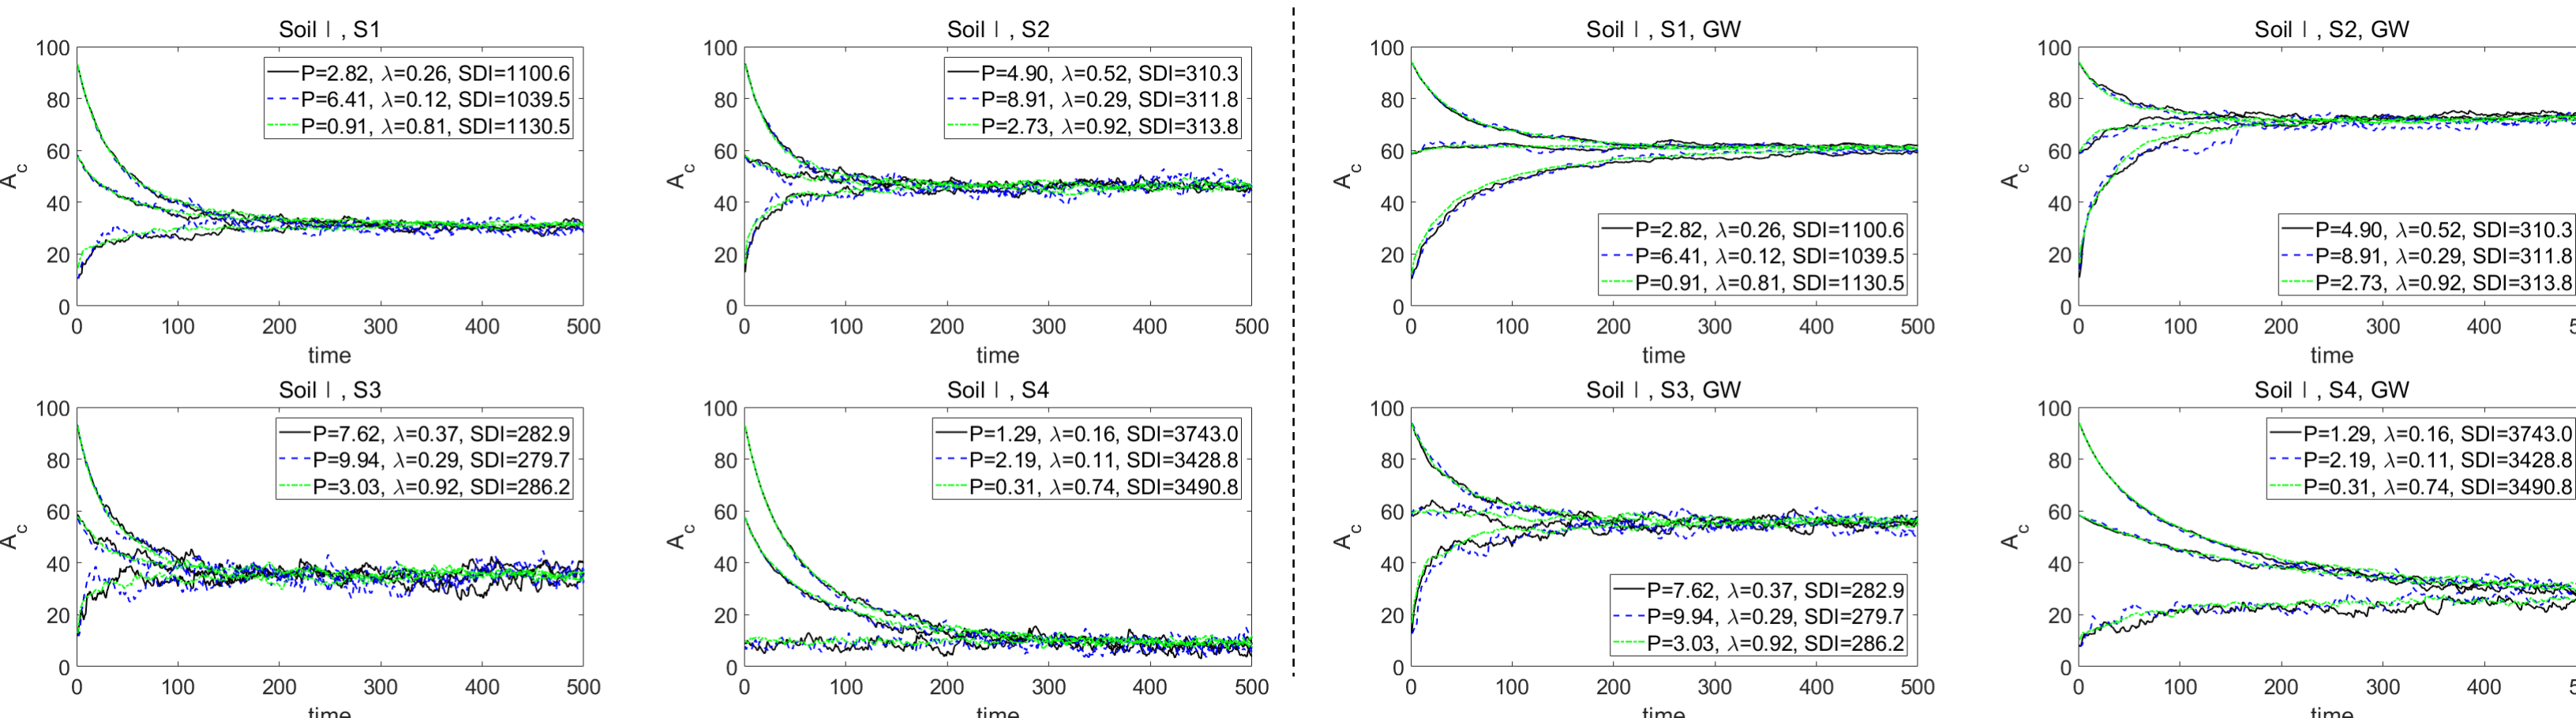 Soil Ⅰ , S1
100
80
60
40
20
0
A_c
P=2.82, λ=0.26, SDI=1100.6
P=6.41, λ=0.12, SDI=1039.5
P=0.91, λ=0.81, SDI=1130.5
0 100 200 300 400 500
time
Soil Ⅰ , S2
100
80
60
40
20
0
A_c
P=4.90, λ=0.52, SDI=310.3
P=8.91, λ=0.29, SDI=311.8
P=2.73, λ=0.92, SDI=313.8
0 100 200 300 400 500
time
Soil Ⅰ , S1, GW
100
80
60
40
20
0
A_c
P=2.82, λ=0.26, SDI=1100.6
P=6.41, λ=0.12, SDI=1039.5
P=0.91, λ=0.81, SDI=1130.5
0 100 200 300 400 500
time
Soil Ⅰ , S2, GW
100
80
60
40
20
0
A_c
P=4.90, λ=0.52, SDI=310.3
P=8.91, λ=0.29, SDI=311.8
P=2.73, λ=0.92, SDI=313.8
0 100 200 300 400
time
Soil Ⅰ , S3
100
80
60
40
20
0
A_c
P=7.62, λ=0.37, SDI=282.9
P=9.94, λ=0.29, SDI=279.7
P=3.03, λ=0.92, SDI=286.2
0 100 200 300 400 500
time
Soil Ⅰ , S4
100
80
60
40
20
0
A_c
P=1.29, λ=0.16, SDI=3743.0
P=2.19, λ=0.11, SDI=3428.8
P=0.31, λ=0.74, SDI=3490.8
0 100 200 300 400 500
time
Soil Ⅰ , S3, GW
100
80
60
40
20
0
A_c
P=7.62, λ=0.37, SDI=282.9
P=9.94, λ=0.29, SDI=279.7
P=3.03, λ=0.92, SDI=286.2
0 100 200 300 400 500
time
Soil Ⅰ , S4, GW
100
80
60
40
20
0
A_c
P=1.29, λ=0.16, SDI=3743.0
P=2.19, λ=0.11, SDI=3428.8
P=0.31, λ=0.74, SDI=3490.8
0 100 200 300 400
time